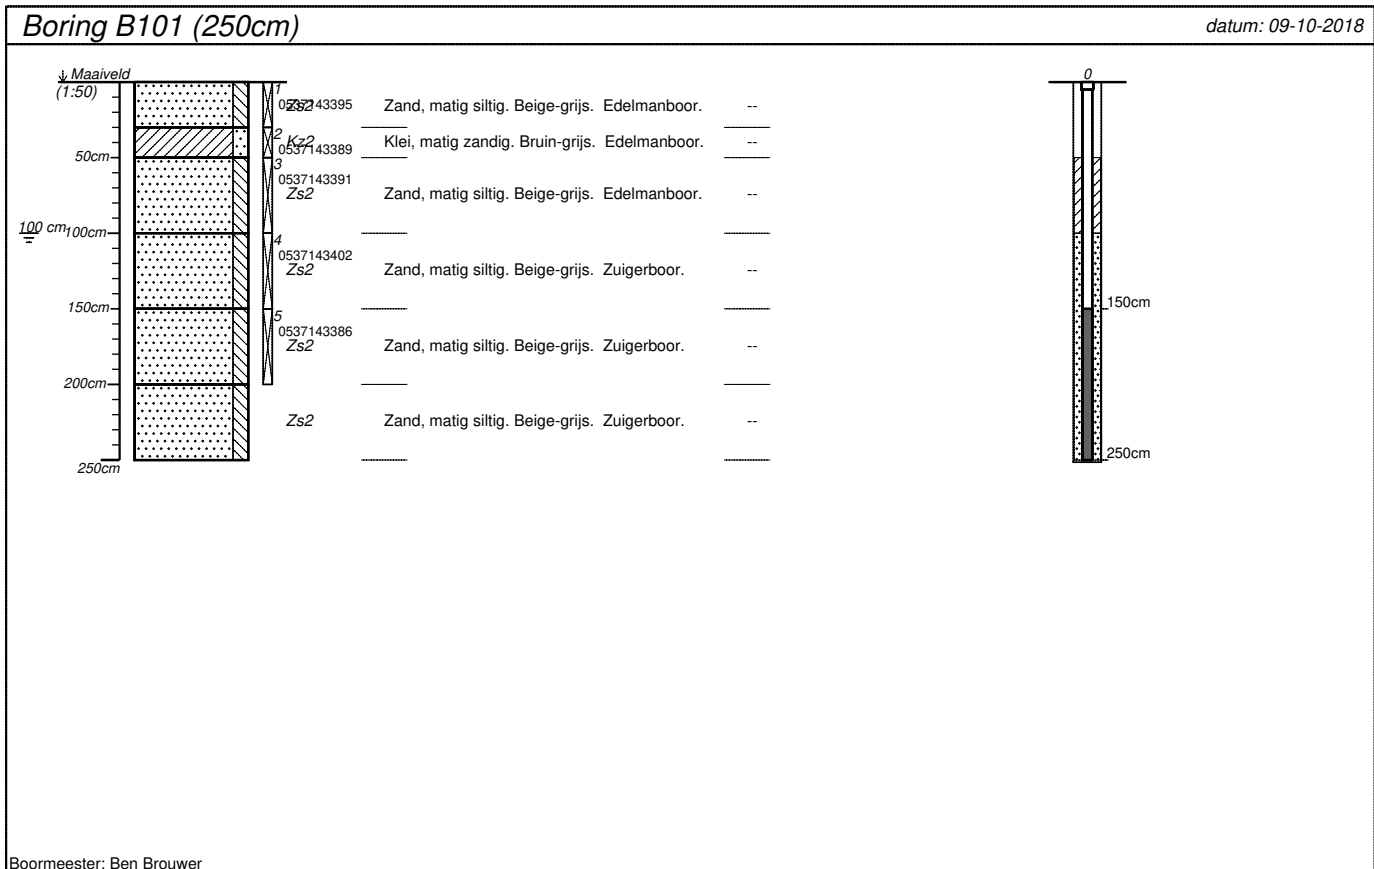 Boring B101 (250cm)
datum: 09-10-2018
Maaiveld
(1:50)
0
1
0537143395
Zs2
Zand, matig siltig. Beige-grijs. Edelmanboor.
--
2
Kz2
Klei, matig zandig. Bruin-grijs. Edelmanboor.
--
0537143389
50cm
3
0537143391
Zs2
Zand, matig siltig. Beige-grijs. Edelmanboor.
--
100 cm
100cm
4
0537143402
Zs2
Zand, matig siltig. Beige-grijs. Zuigerboor.
--
150cm
150cm
5
0537143386
Zs2
Zand, matig siltig. Beige-grijs. Zuigerboor.
--
200cm
Zs2
Zand, matig siltig. Beige-grijs. Zuigerboor.
--
250cm
250cm
Boormeester: Ben Brouwer